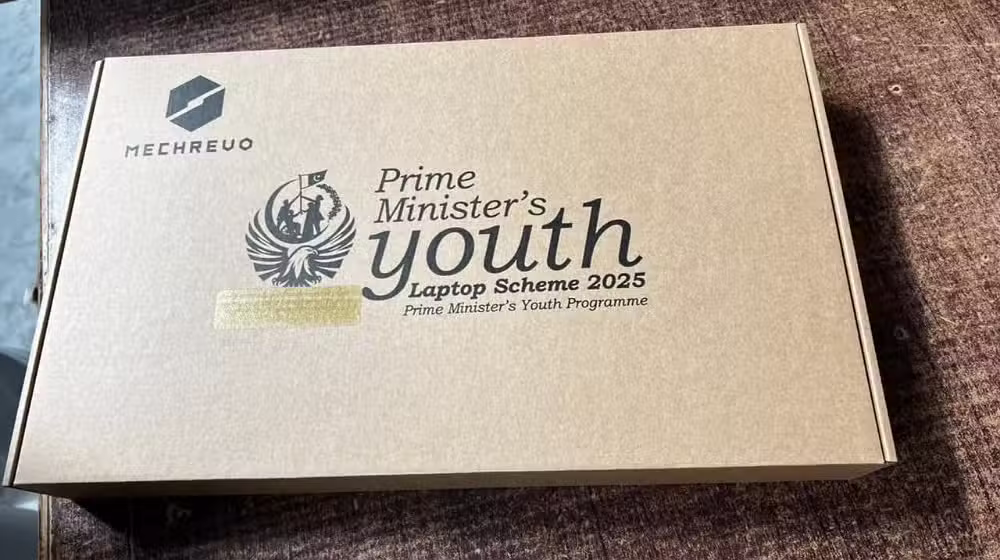 MECHREVO
Prime
Minister's
youth
Laptop Scheme 2025
Prime Minister's Youth Programme